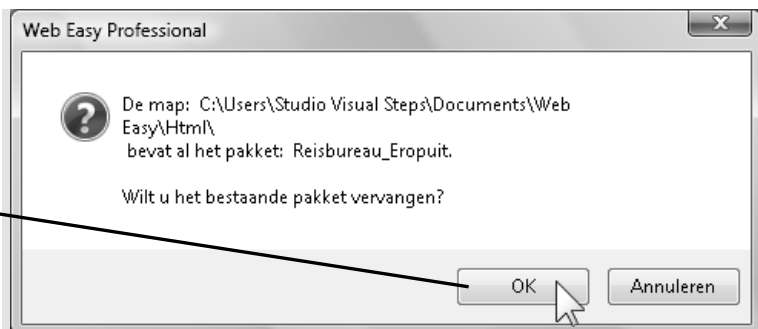 Web Easy Professional
De map: C:\Users\Studio Visual Steps\Documents\Web
Easy\Html\
bevat al het pakket: Reisbureau_Eropuit.
Wilt u het bestaande pakket vervangen?
OK
Annuleren